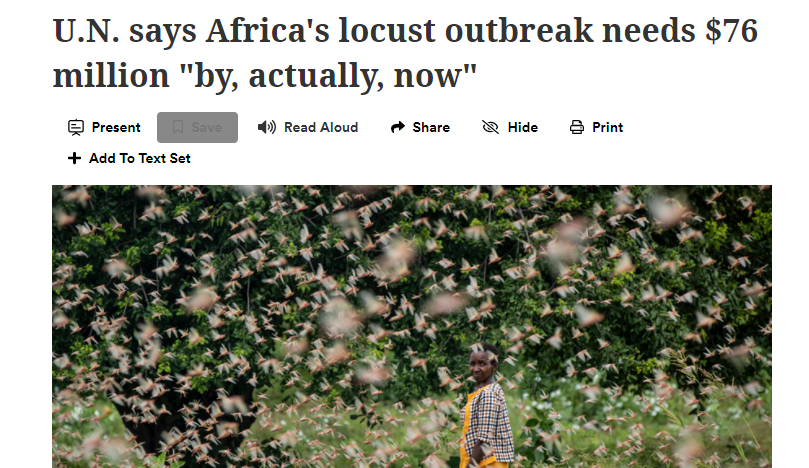 U.N. says Africa's locust outbreak needs $76
million "by, actually, now"
Present Save Read Aloud Share Hide Print
Add To Text Set